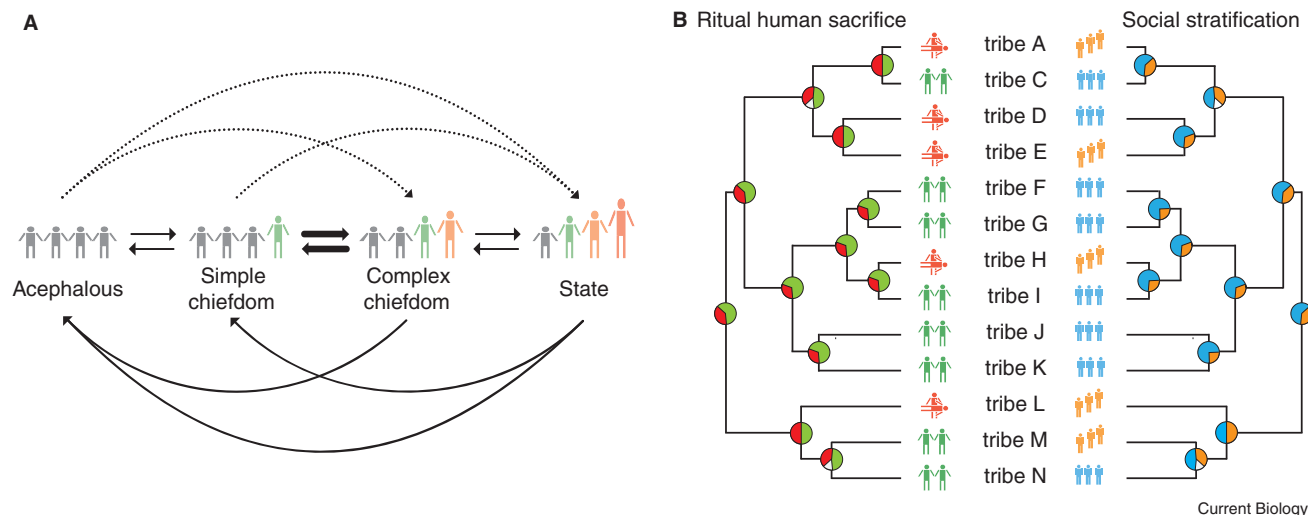 A
Acephalous
Simple
chiefdom
Complex
chiefdom
State
B Ritual human sacrifice
Social stratification
tribe A
tribe C
tribe D
tribe E
tribe F
tribe G
tribe H
tribe I
tribe J
tribe K
tribe L
tribe M
tribe N
Current Biology